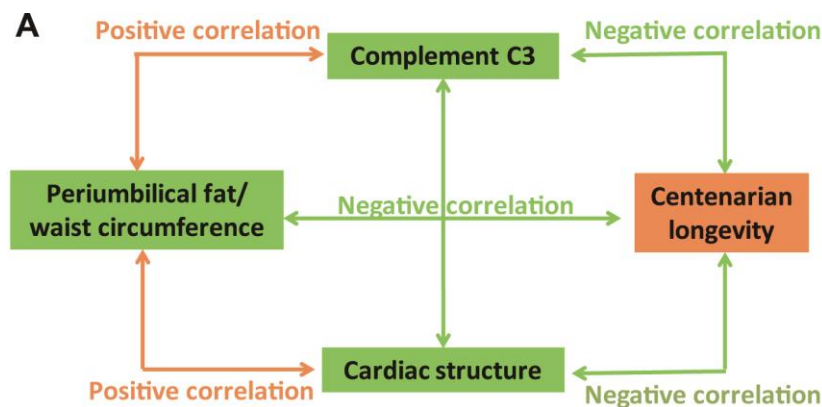 A
Positive correlation
Negative correlation
Complement C3
Periumbilical fat/
waist circumference
Negative correlation
Centenarian
longevity
Cardiac structure
Positive correlation
Negative correlation